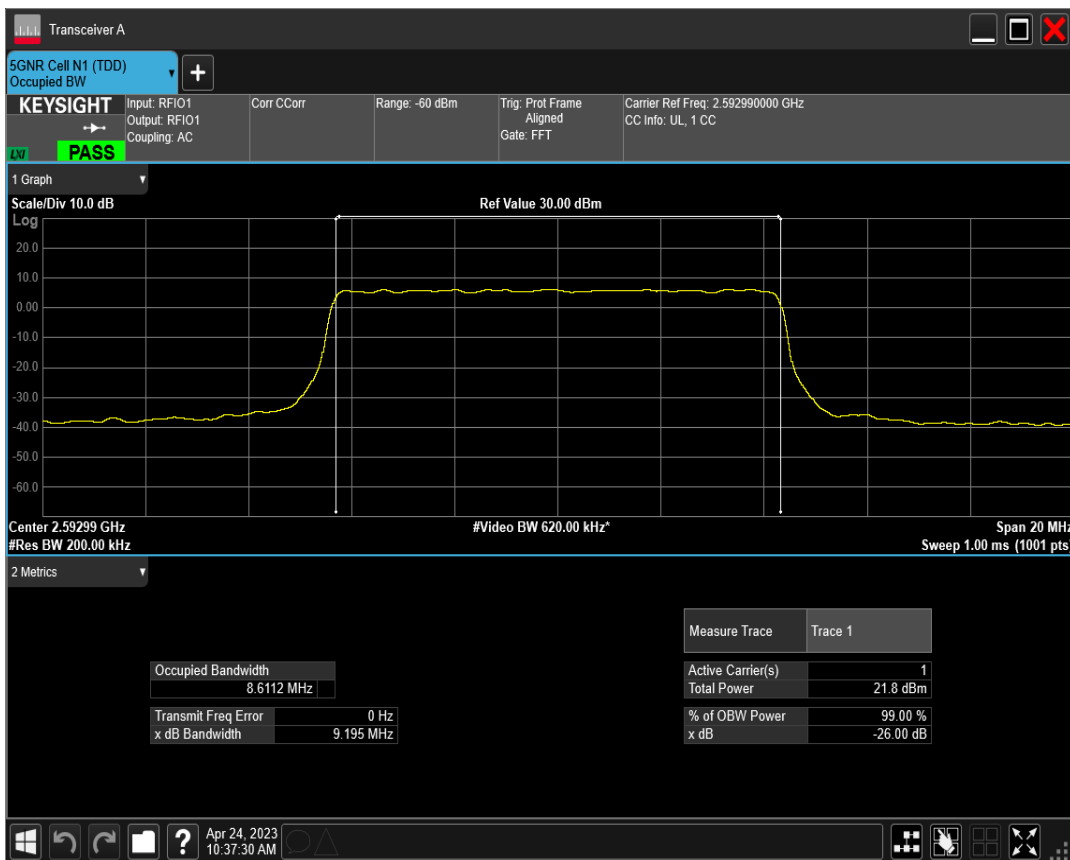 Transceiver A
5GNR Cell N1 (TDD)
Occupied BW
+
KEYSIGHT
LXI
PASS
Input: RFIO1
Output: RFIO1
Coupling: AC
Corr CCorr
Range: -60 dBm
Trig: Prot Frame
Aligned
Gate: FFT
Carrier Ref Freq: 2.592990000 GHz
CC Info: UL, 1 CC
1 Graph
Scale/Div 10.0 dB
Ref Value 30.00 dBm
Log
20.0
10.0
0.00
-10.0
-20.0
-30.0
-40.0
-50.0
-60.0
Center 2.59299 GHz
#Video BW 620.00 kHz*
Span 20 MHz
#Res BW 200.00 kHz
Sweep 1.00 ms (1001 pts)
2 Metrics
Measure Trace Trace 1
Occupied Bandwidth
8.6112 MHz
Active Carrier(s) 1
Total Power 21.8 dBm
Transmit Freq Error 0 Hz
x dB Bandwidth 9.195 MHz
% of OBW Power 99.00 %
x dB -26.00 dB
?
Apr 24, 2023
10:37:30 AM